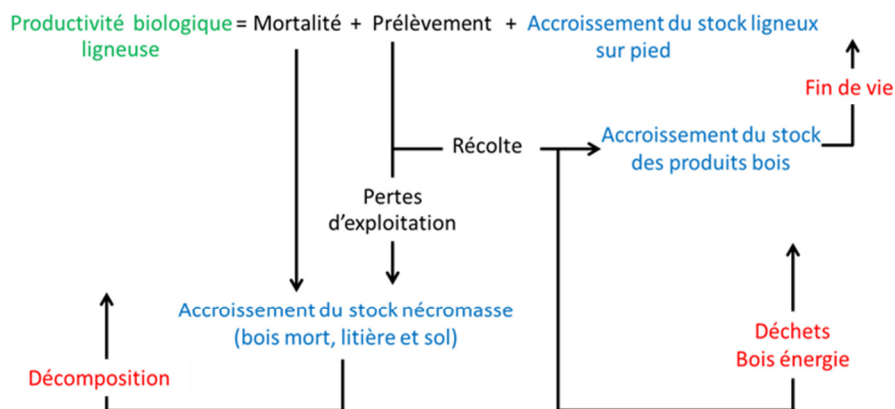 Productivité biologique = Mortalité + Prélèvement + Accroissement du stock ligneux
ligneuse
sur pied
Fin de vie
Récolte
Accroissement du stock
des produits bois
Pertes
d'exploitation
Accroissement du stock nécromasse
(bois mort, litière et sol)
Déchets
Bois énergie
Décomposition